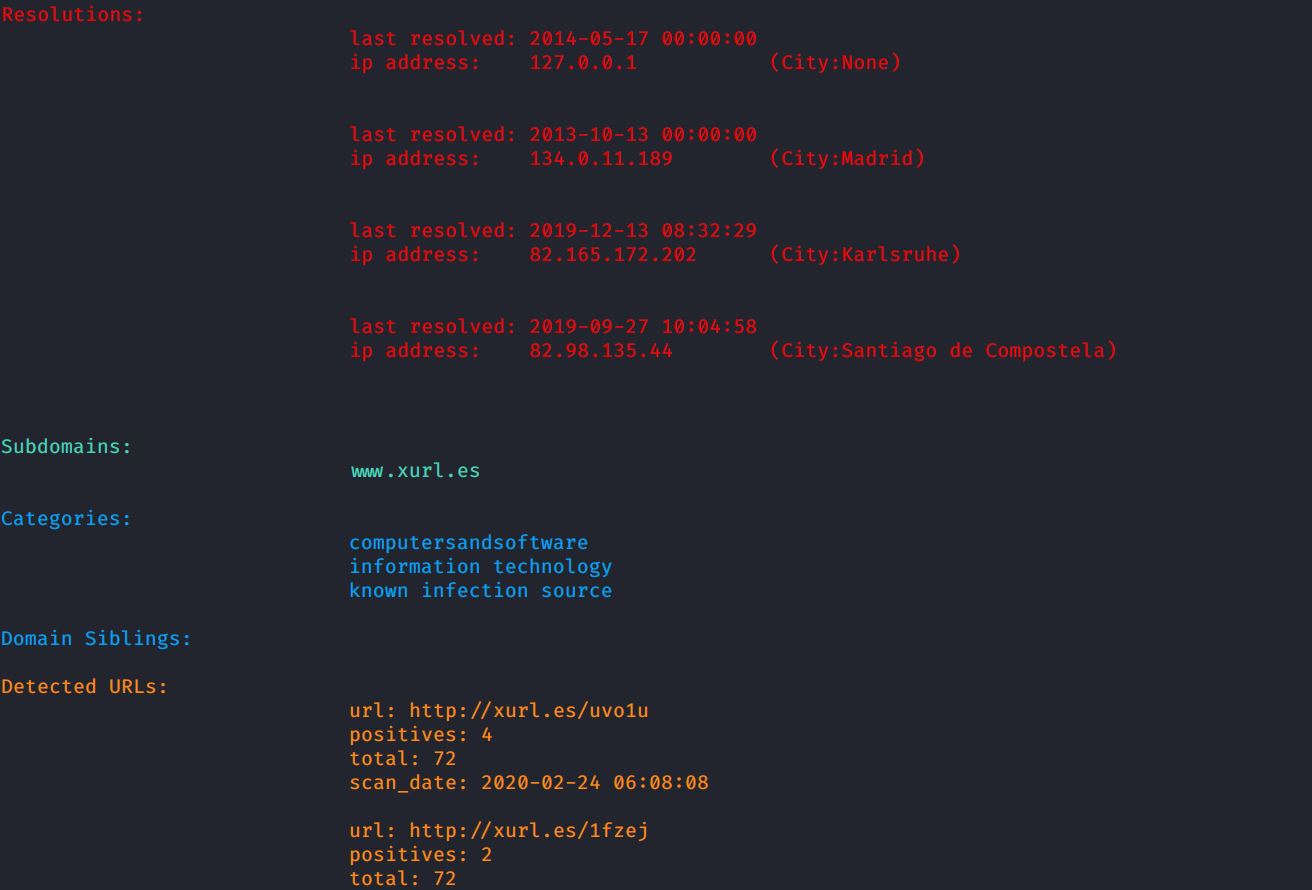 Resolutions:
last resolved: 2014-05-17 00:00:00
ip address: 127.0.0.1 (City:None)
last resolved: 2013-10-13 00:00:00
ip address: 134.0.11.189 (City:Madrid)
last resolved: 2019-12-13 08:32:29
ip address: 82.165.172.202 (City:Karlsruhe)
last resolved: 2019-09-27 10:04:58
ip address: 82.98.135.44 (City:Santiago de Compostela)
Subdomains:
www.xurl.es
Categories:
computersandsoftware
information technology
known infection source
Domain Siblings:
Detected URLs:
url: http://xurl.es/uvo1u
positives: 4
total: 72
scan_date: 2020-02-24 06:08:08
url: http://xurl.es/1fzej
positives: 2
total: 72